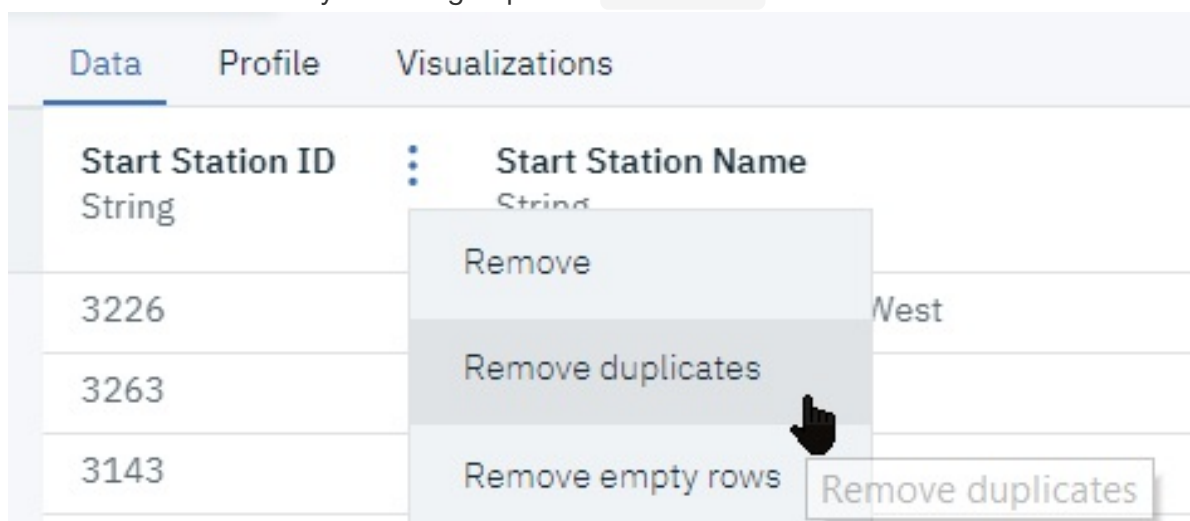 Data Profile Visualizations
Start Station ID Start Station Name
String String
Remove
3226 West
Remove duplicates
3263
3143 Remove empty rows
Remove duplicates